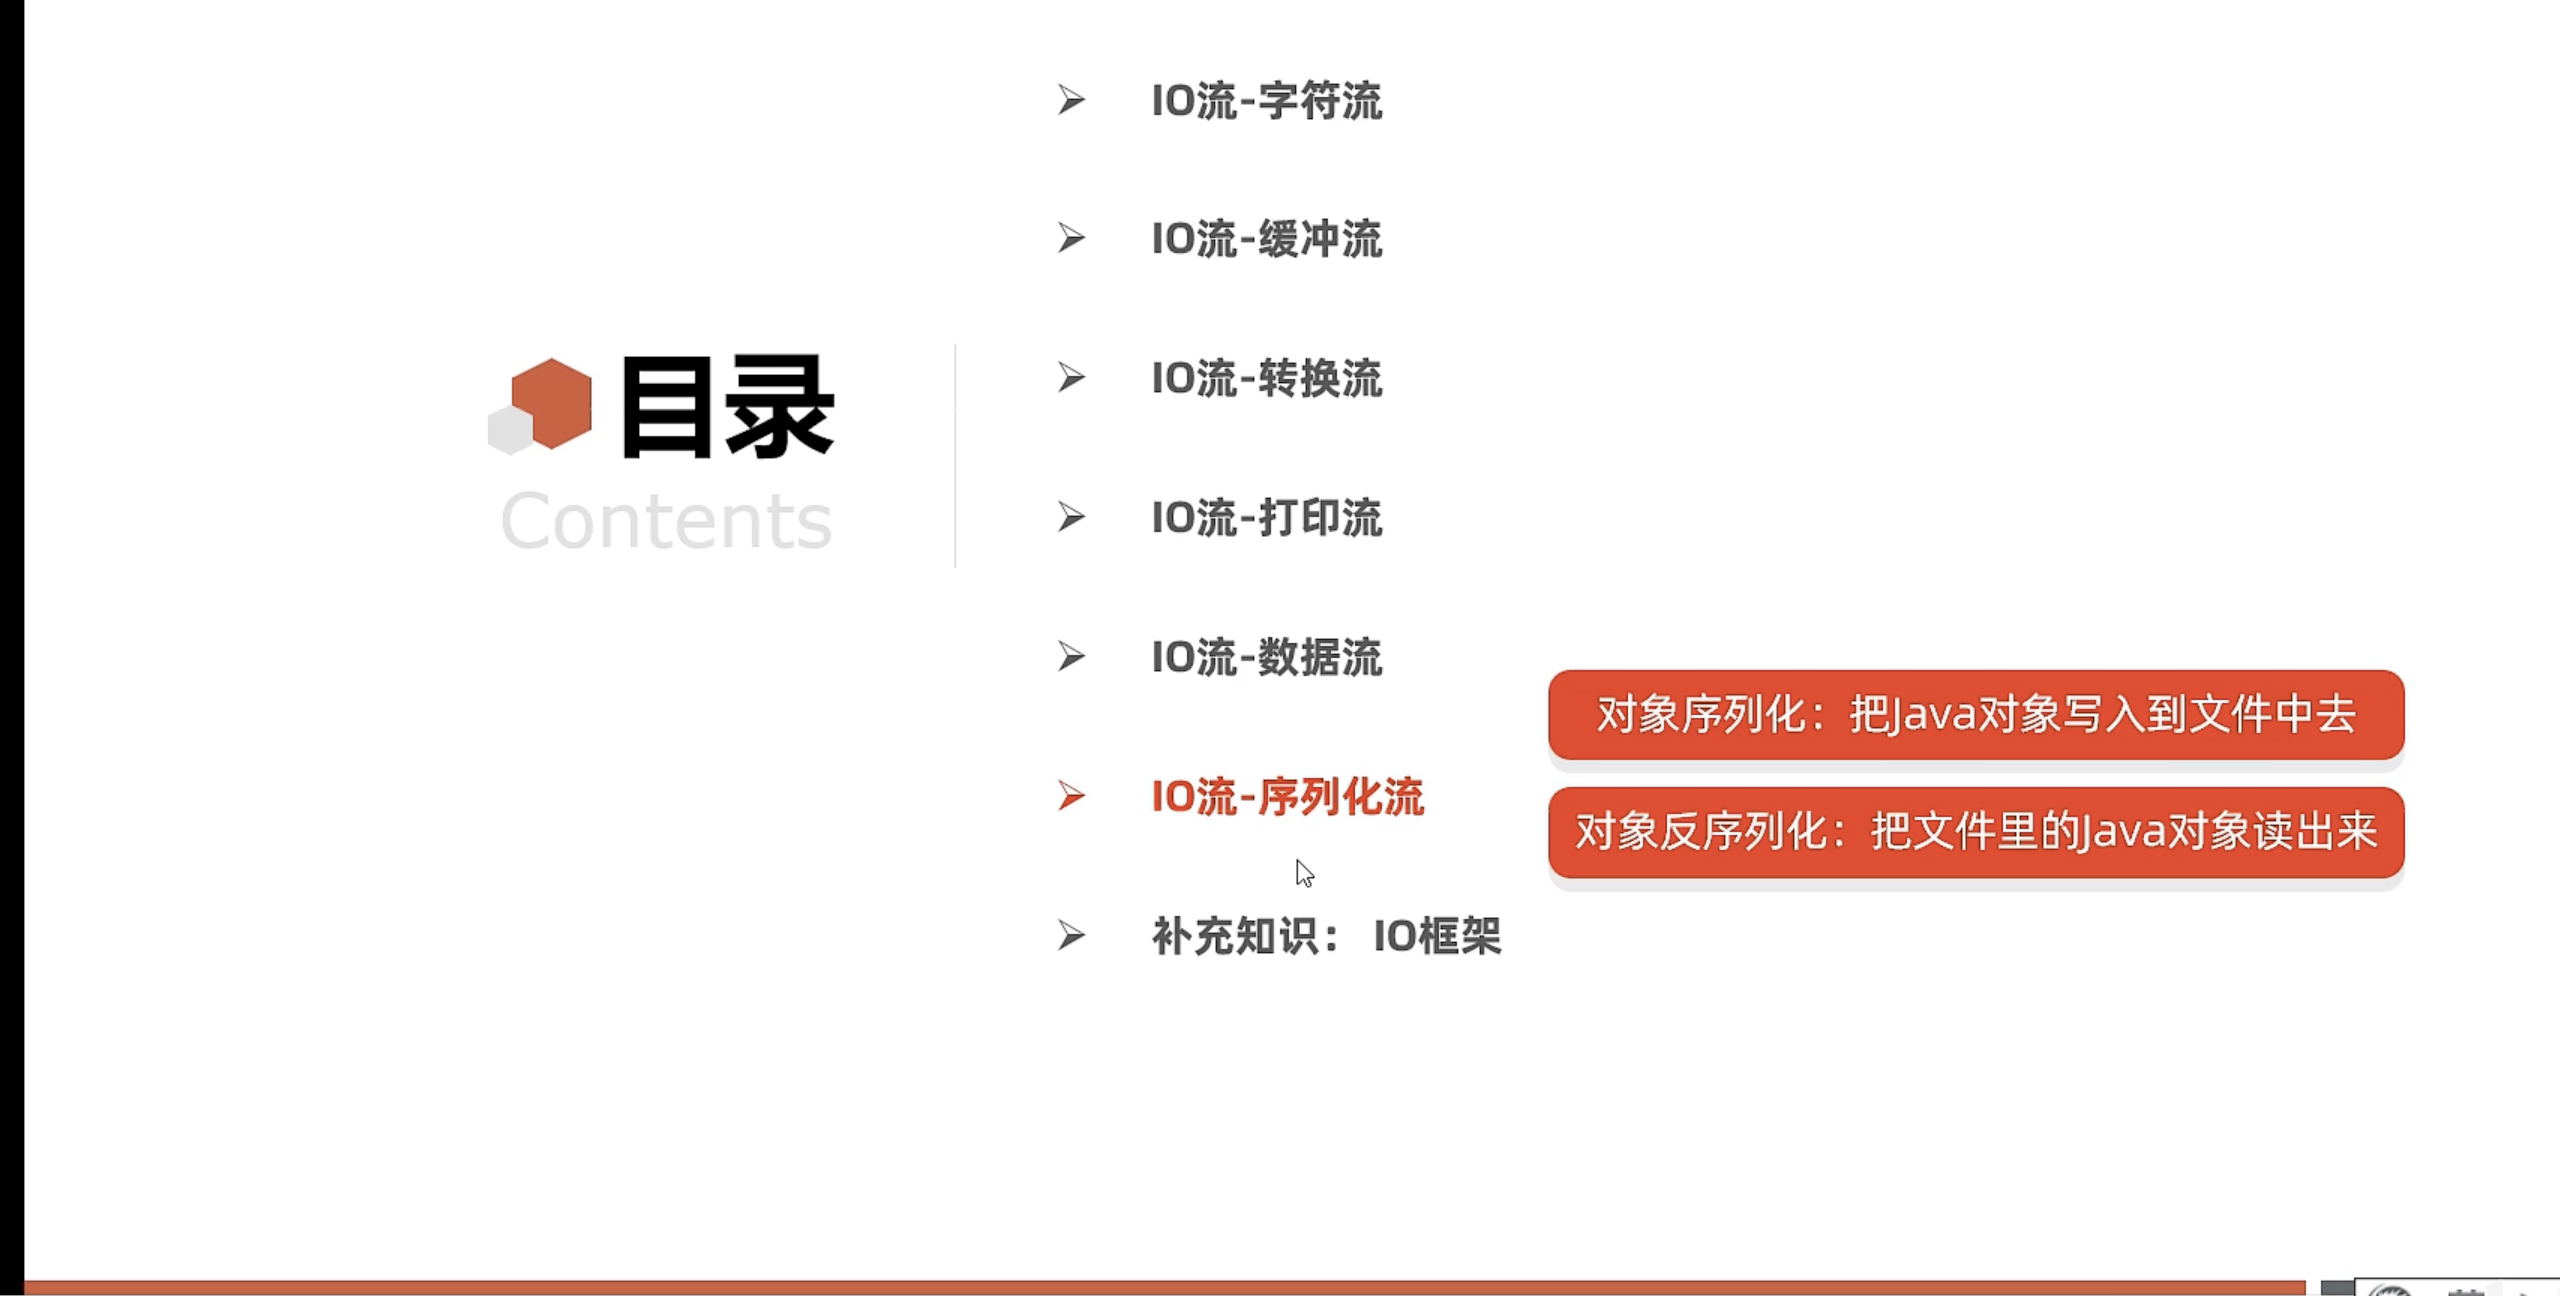 目录
Contents
IO流-字符流
IO流-缓冲流
IO流-转换流
IO流-打印流
IO流-数据流
IO流-序列化流
对象序列化：把Java对象写入到文件中去
对象反序列化：把文件里的Java对象读出来
补充知识： IO框架